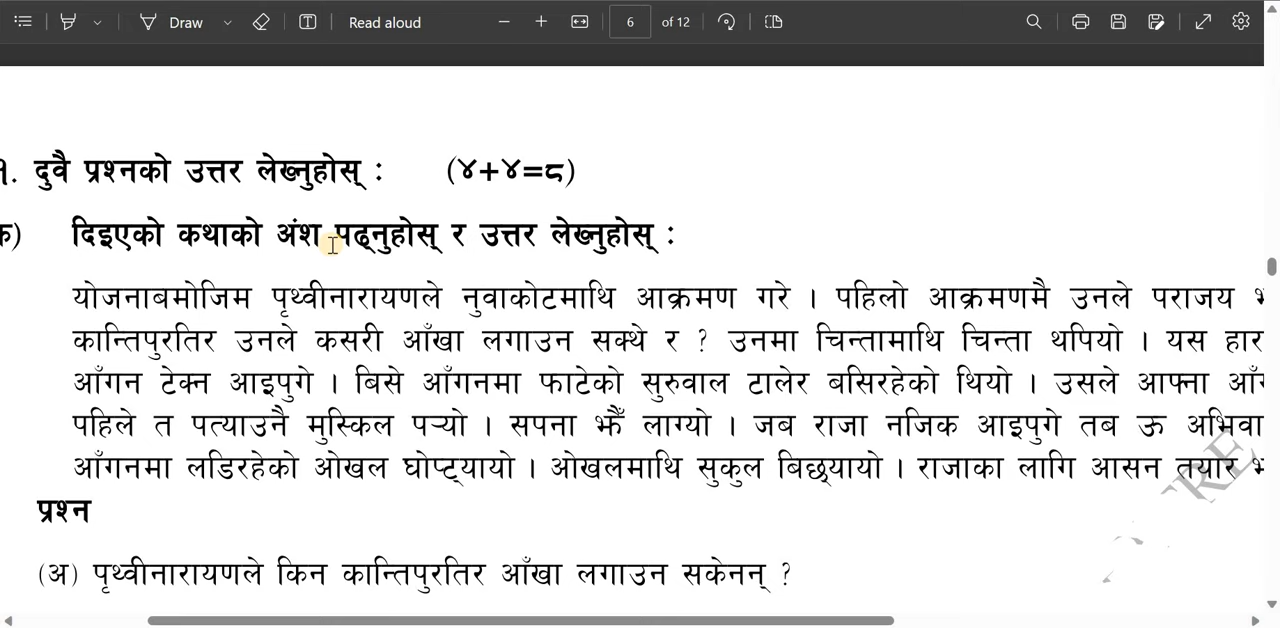 Draw
Read aloud
6 of 12
१. दुवै प्रश्नको उत्तर लेख्नुहोस् : (४+४=८)
क) दिइएको कथाको अंश पढ्नुहोस् र उत्तर लेख्नुहोस् :
योजनाबमोजिम पृथ्वीनारायणले नुवाकोटमाथि आक्रमण गरे । पहिलो आक्रमणमै उनले पराजय
कान्तिपुरतिर उनले कसरी आँखा लगाउन सक्थे र ? उनमा चिन्तामाथि चिन्ता थपियो । यस हार
आँगन टेक्न आइपुगे । बिसे आँगनमा फाटेको सुरुवाल टालेर बसिरहेको थियो । उसले आफ्ना
पहिले त पत्याउनै मुस्किल पऱ्यो । सपना झैँ लाग्यो । जब राजा नजिक आइपुगे तब ऊ अभिवा
आँगनमा लडिरहेको ओखल घोप्ट्यायो । ओखलमाथि सुकुल बिछ्यायो । राजाका लागि आसन तयार
प्रश्न
(अ) पृथ्वीनारायणले किन कान्तिपुरतिर आँखा लगाउन सकेनन् ?